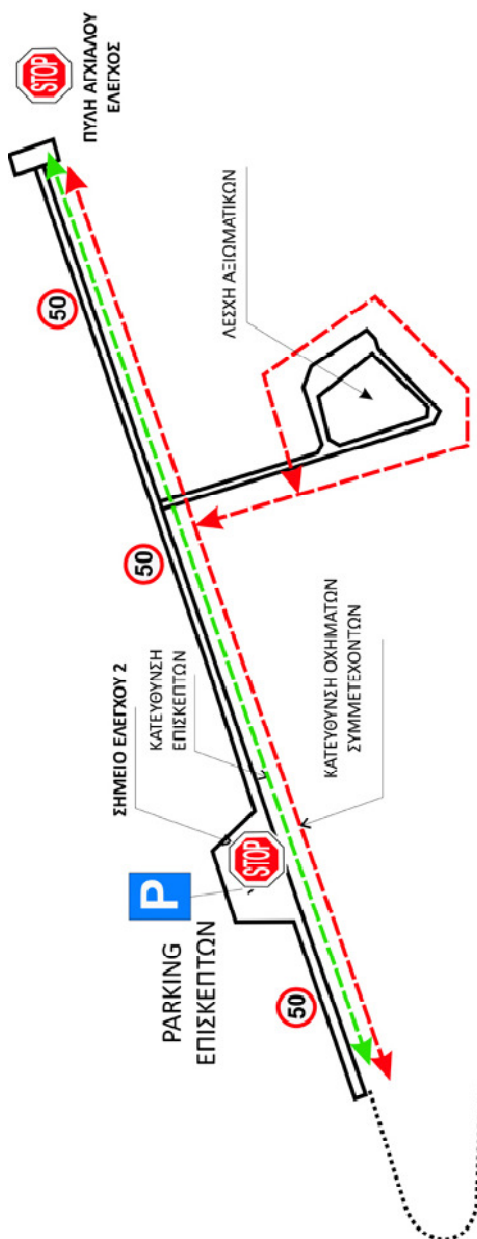 STOP
ΠΥΛΗ ΑΓΧΙΑΛΟΥ
ΕΛΕΓΧΟΣ
50
ΛΕΣΧΗ ΑΞΙΩΜΑΤΙΚΩΝ
50
ΣΗΜΕΙΟ ΕΛΕΓΧΟΥ 2
ΚΑΤΕΥΘΥΝΣΗ
ΕΠΙΣΚΕΠΤΩΝ
ΚΑΤΕΥΘΥΝΣΗ ΟΧΗΜΑΤΩΝ
ΣΥΜΜΕΤΕΧΟΝΤΩΝ
STOP
P
PARKING
ΕΠΙΣΚΕΠΤΩΝ
50